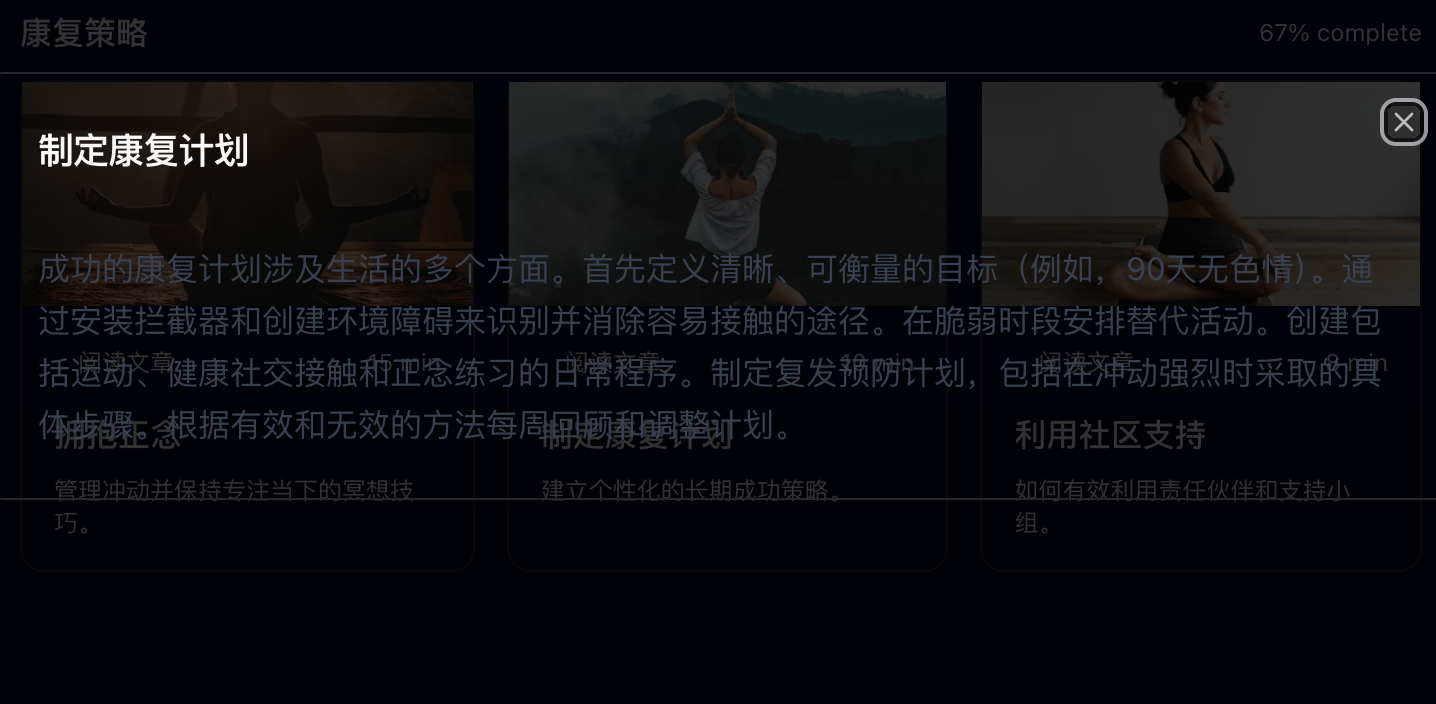 康复策略
67% complete
制定康复计划
成功的康复计划涉及生活的多个方面。首先定义清晰、可衡量的目标（例如，90天无色情）。通
过安装拦截器和创建环境障碍来识别并消除容易接触的途径。在脆弱时段安排替代活动。创建包
括运动、健康社交接触和正念练习的日常程序。制定复发预防计划，包括在冲动强烈时采取的具
体步骤。根据有效和无效的方法每周回顾和调整计划。
阅读文章
15 min
阅读文章
10 min
阅读文章
8 min
拥抱正念
制定康复计划
利用社区支持
管理冲动并保持专注当下的冥想技
巧。
建立个性化的长期成功策略。
如何有效利用责任伙伴和支持小
组。